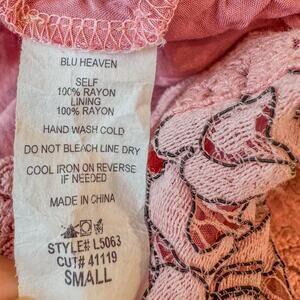 BLU HEAVEN
SELF
100% RAYON
LINING
100% RAYON
HAND WASH COLD
DO NOT BLEACH LINE DRY
COOL IRON ON REVERSE
IF NEEDED
MADE IN CHINA
STYLE# L5063
CUT# 41119
SMALL